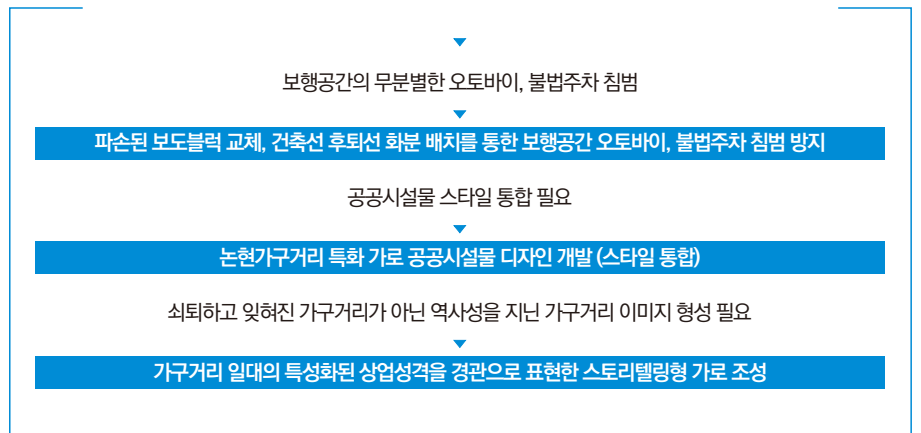 보행공간의 무분별한 오토바이, 불법주차 침범
파손된 보도블럭 교체, 건축선 후퇴선 화분 배치를 통한 보행공간 오토바이, 불법주차 침범 방지
공공시설물 스타일 통합 필요
논현가구거리 특화 가로 공공시설물 디자인 개발 (스타일 통합)
쇠퇴하고 잊혀진 가구거리가 아닌 역사성을 지닌 가구거리 이미지 형성 필요
가구거리 일대의 특성화된 상업성격을 경관으로 표현한 스토리텔링형 가로 조성